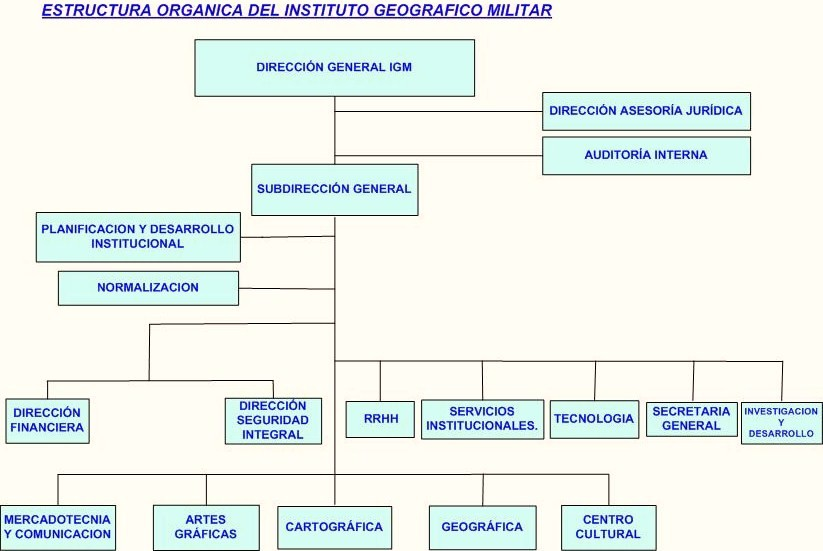 ESTRUCTURA ORGANICA DEL INSTITUTO GEOGRAFICO MILITAR
DIRECCIÓN GENERAL IGM
DIRECCIÓN ASESORÍA JURÍDICA
AUDITORÍA INTERNA
SUBDIRECCIÓN GENERAL
PLANIFICACION Y DESARROLLO
INSTITUCIONAL
NORMALIZACION
DIRECCIÓN
FINANCIERA
DIRECCIÓN
SEGURIDAD
INTEGRAL
RRHH
SERVICIOS
INSTITUCIONALES.
TECNOLOGIA
SECRETARIA
GENERAL
INVESTIGACION
Y
DESARROLLO
MERCADOTECNIA
Y COMUNICACION
ARTES
GRÁFICAS
CARTOGRÁFICA
GEOGRÁFICA
CENTRO
CULTURAL